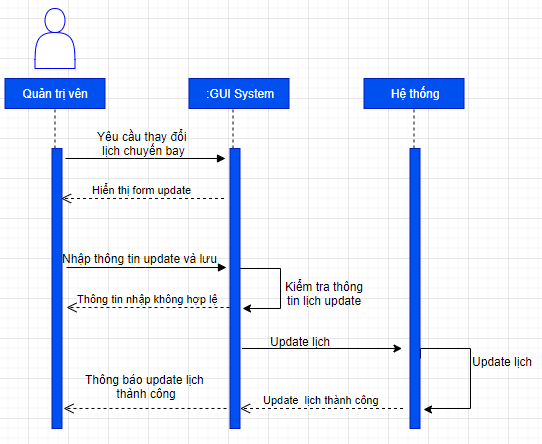 Quản trị vên
:GUI System
Hệ thống
Yêu cầu thay đổi
lịch chuyến bay
Hiển thị form update
Nhập thông tin update và lưu
Kiểm tra thông
tin lịch update
Thông tin nhập không hợp lê
Update lịch
Update lịch
Thông báo update lịch
thành công
Update lịch thành công